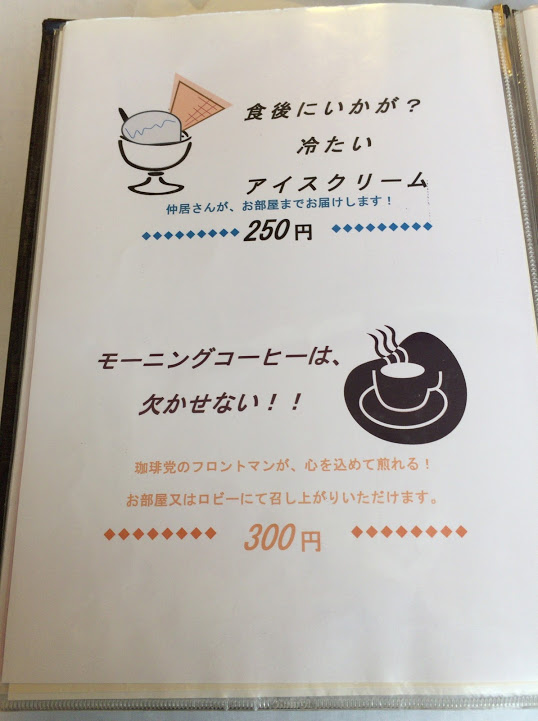 食後にいかが？
冷たい
アイスクリーム
仲居さんが、お部屋までお届けします！
250円
モーニングコーヒーは、
欠かせない！！
珈琲党のフロントマンが、心を込めて煎れる！
お部屋又はロビーにて召し上がりいただけます。
300円